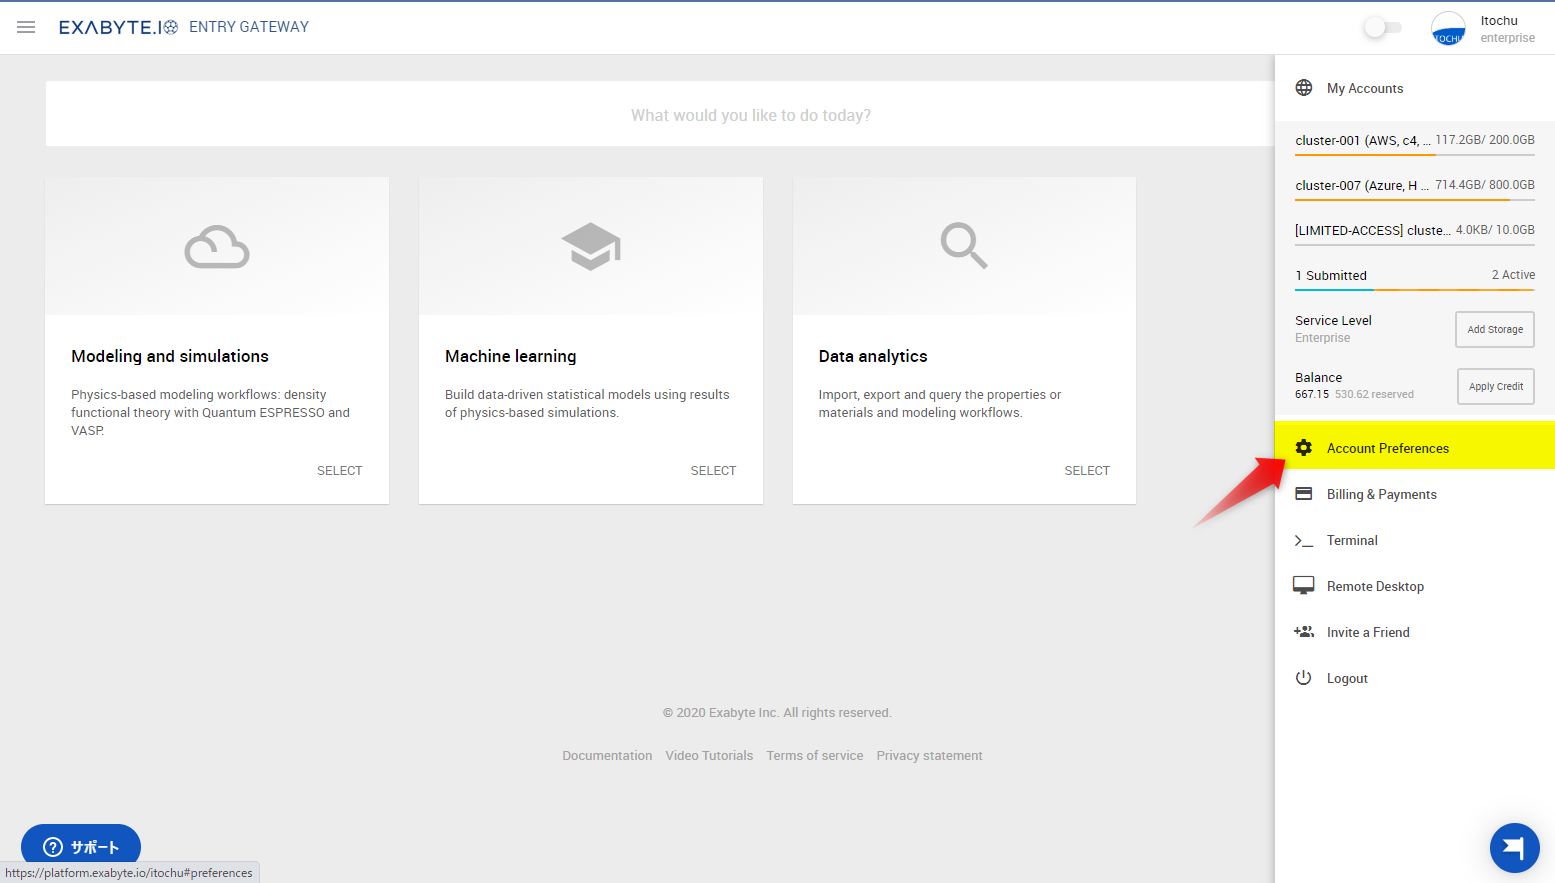 EXABYTE.IO ENTRY GATEWAY
Itochu
enterprise
ITOCHU
What would you like to do today?
Modeling and simulations
Physics-based modeling workflows: density
functional theory with Quantum ESPRESSO and
VASP.
SELECT
Machine learning
Build data-driven statistical models using results
of physics-based simulations.
SELECT
Data analytics
Import, export and query the properties or
materials and modeling workflows.
SELECT
My Accounts
cluster-001 (AWS, c4, ... 117.2GB/ 200.0GB
cluster-007 (Azure, H ... 714.4GB/ 800.0GB
[LIMITED-ACCESS] cluste... 4.0KB/ 10.0GB
1 Submitted 2 Active
Service Level
Enterprise
Add Storage
Balance
667.15 530.62 reserved
Apply Credit
Account Preferences
Billing & Payments
Terminal
Remote Desktop
Invite a Friend
Logout
© 2020 Exabyte Inc. All rights reserved.
Documentation Video Tutorials Terms of service Privacy statement
サポート
https://platform.exabyte.io/itochu#preferences